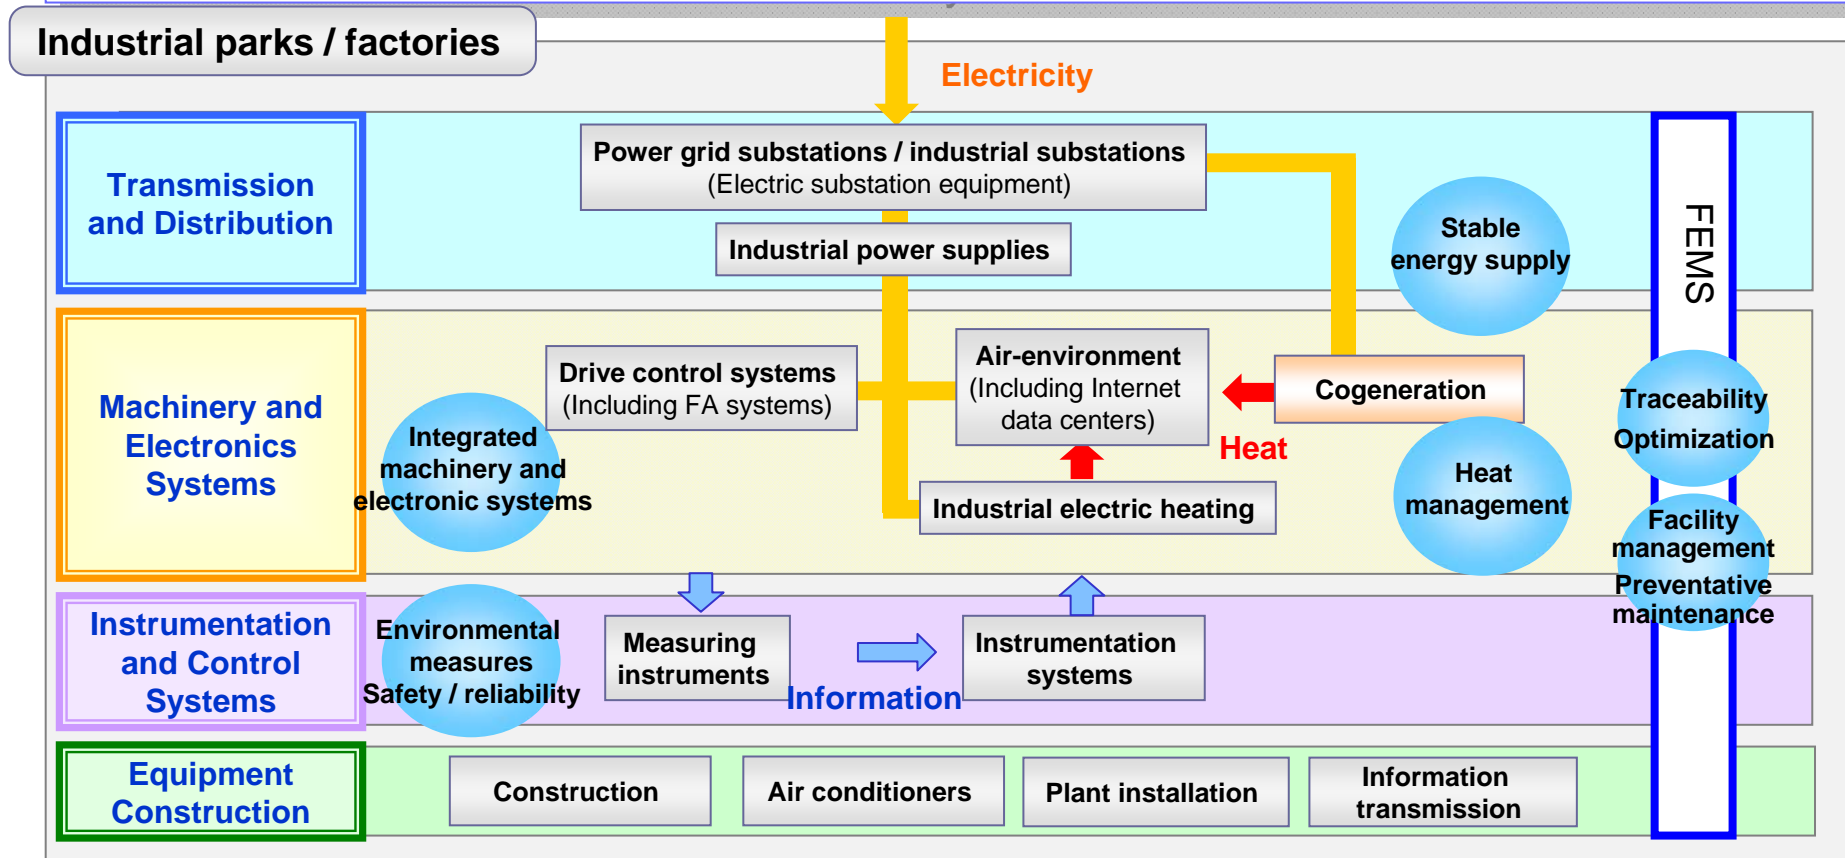 Industrial parks / factories
Electricity
Transmission
and Distribution
Power grid substations / industrial substations
(Electric substation equipment)
Industrial power supplies
Stable
energy supply
FEMS
Machinery and
Electronics
Systems
Integrated
machinery and
electronic systems
Drive control systems
(Including FA systems)
Air-environment
(Including Internet
data centers)
Cogeneration
Heat
Industrial electric heating
Heat
management
Traceability
Optimization
Facility
management
Preventative
maintenance
Instrumentation
and Control
Systems
Environmental
measures
Safety / reliability
Measuring
instruments
Information
Instrumentation
systems
Equipment
Construction
Construction
Air conditioners
Plant installation
Information
transmission